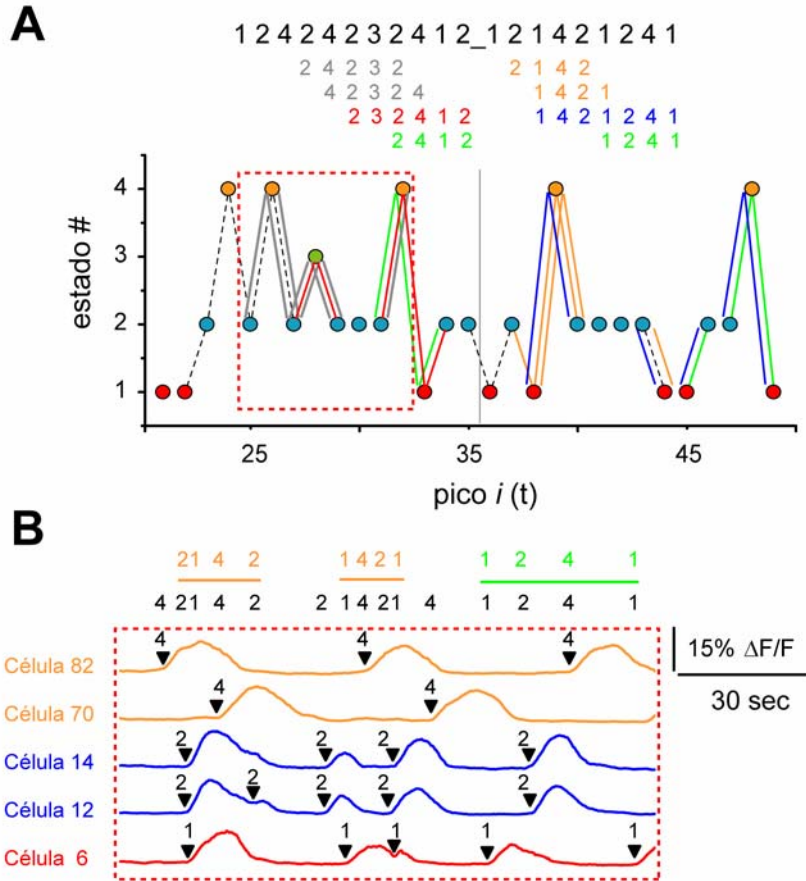 A
1 2 4 2 4 2 3 2 4 1 2_1 2 1 4 2 1 2 4 1
2 4 2 3 2 2 1 4 2
4 2 3 2 4 1 4 2 1
2 3 2 4 1 2 1 4 2 1 2 4 1
2 4 1 2 1 2 4 1
estado #
4
3
2
1
25 35 45
pico i (t)
B
21 4 2 1 4 2 1 1 2 4 1
4 21 4 2 2 1 4 21 4 1 2 4 1
15% ΔF/F
30 sec
Célula 82 4 4 4
Célula 70 4 4
Célula 14 2 2 2 2
Célula 12 2 2 2 2 2
Célula 6 1 1 1 1 1